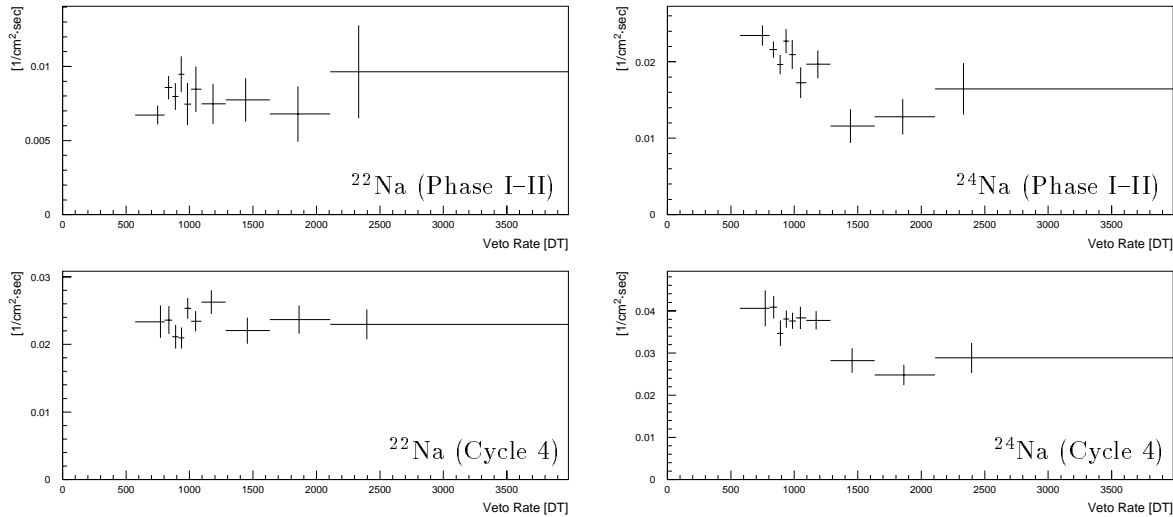 [1/cm²·sec]
0.01
0.005
0
²²Na (Phase I–II)
0 500 1000 1500 2000 2500 3000 3500
Veto Rate [DT]
[1/cm²·sec]
0.02
0.01
0
²⁴Na (Phase I–II)
0 500 1000 1500 2000 2500 3000 3500
Veto Rate [DT]
[1/cm²·sec]
0.03
0.02
0.01
0
²²Na (Cycle 4)
0 500 1000 1500 2000 2500 3000 3500
Veto Rate [DT]
[1/cm²·sec]
0.04
0.03
0.02
0.01
0
²⁴Na (Cycle 4)
0 500 1000 1500 2000 2500 3000 3500
Veto Rate [DT]